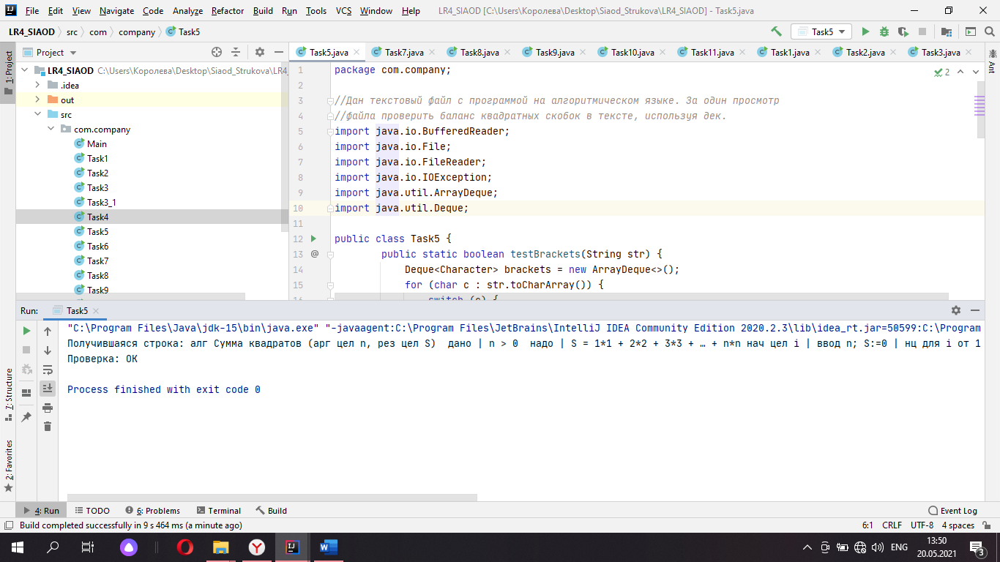 File Edit View Navigate Code Analyze Refactor Build Run Tools VCS Window Help LR4_SIAOD [C:\Users\Королева\Desktop\Siaod_Strukova\LR4_SIAOD] - Task5.java
LR4_SIAOD src com company Task5 Task5
Project
Task5.java Task7.java Task8.java Task9.java Task10.java Task11.java Task1.java Task2.java Task3.java
1: Project
Ant
LR4_SIAOD C:\Users\Королева\Desktop\Siaod_Strukova\LR4_
.idea
out
src
com.company
Main
Task1
Task2
Task3
Task3_1
Task4
Task5
Task6
Task7
Task8
Task9
2
1 package com.company;
2
3 //Дан текстовый файл с программой на алгоритмическом языке. За один просмотр
4 //файла проверить баланс квадратных скобок в тексте, используя дек.
5 import java.io.BufferedReader;
6 import java.io.File;
7 import java.io.FileReader;
8 import java.io.IOException;
9 import java.util.ArrayDeque;
10 import java.util.Deque;
11
12 public class Task5 {
13 @ public static boolean testBrackets(String str) {
14 Deque<Character> brackets = new ArrayDeque<>();
15 for (char c : str.toCharArray()) {
16 switch (c) {
Run: Task5
"C:\Program Files\Java\jdk-15\bin\java.exe" "-javaagent:C:\Program Files\JetBrains\IntelliJ IDEA Community Edition 2020.2.3\lib\idea_rt.jar=50599:C:\Program
Получившаяся строка: алг Сумма квадратов (арг цел n, рез цел S) дано | n > 0 надо | S = 1*1 + 2*2 + 3*3 + … + n*n нач цел i | ввод n; S:=0 | нц для i от 1
Проверка: OK
Process finished with exit code 0
7: Structure
2: Favorites
4: Run TODO 6: Problems Terminal Build Event Log
Build completed successfully in 9 s 464 ms (a minute ago) 6:1 CRLF UTF-8 4 spaces
ENG 13:50
20.05.2021 3